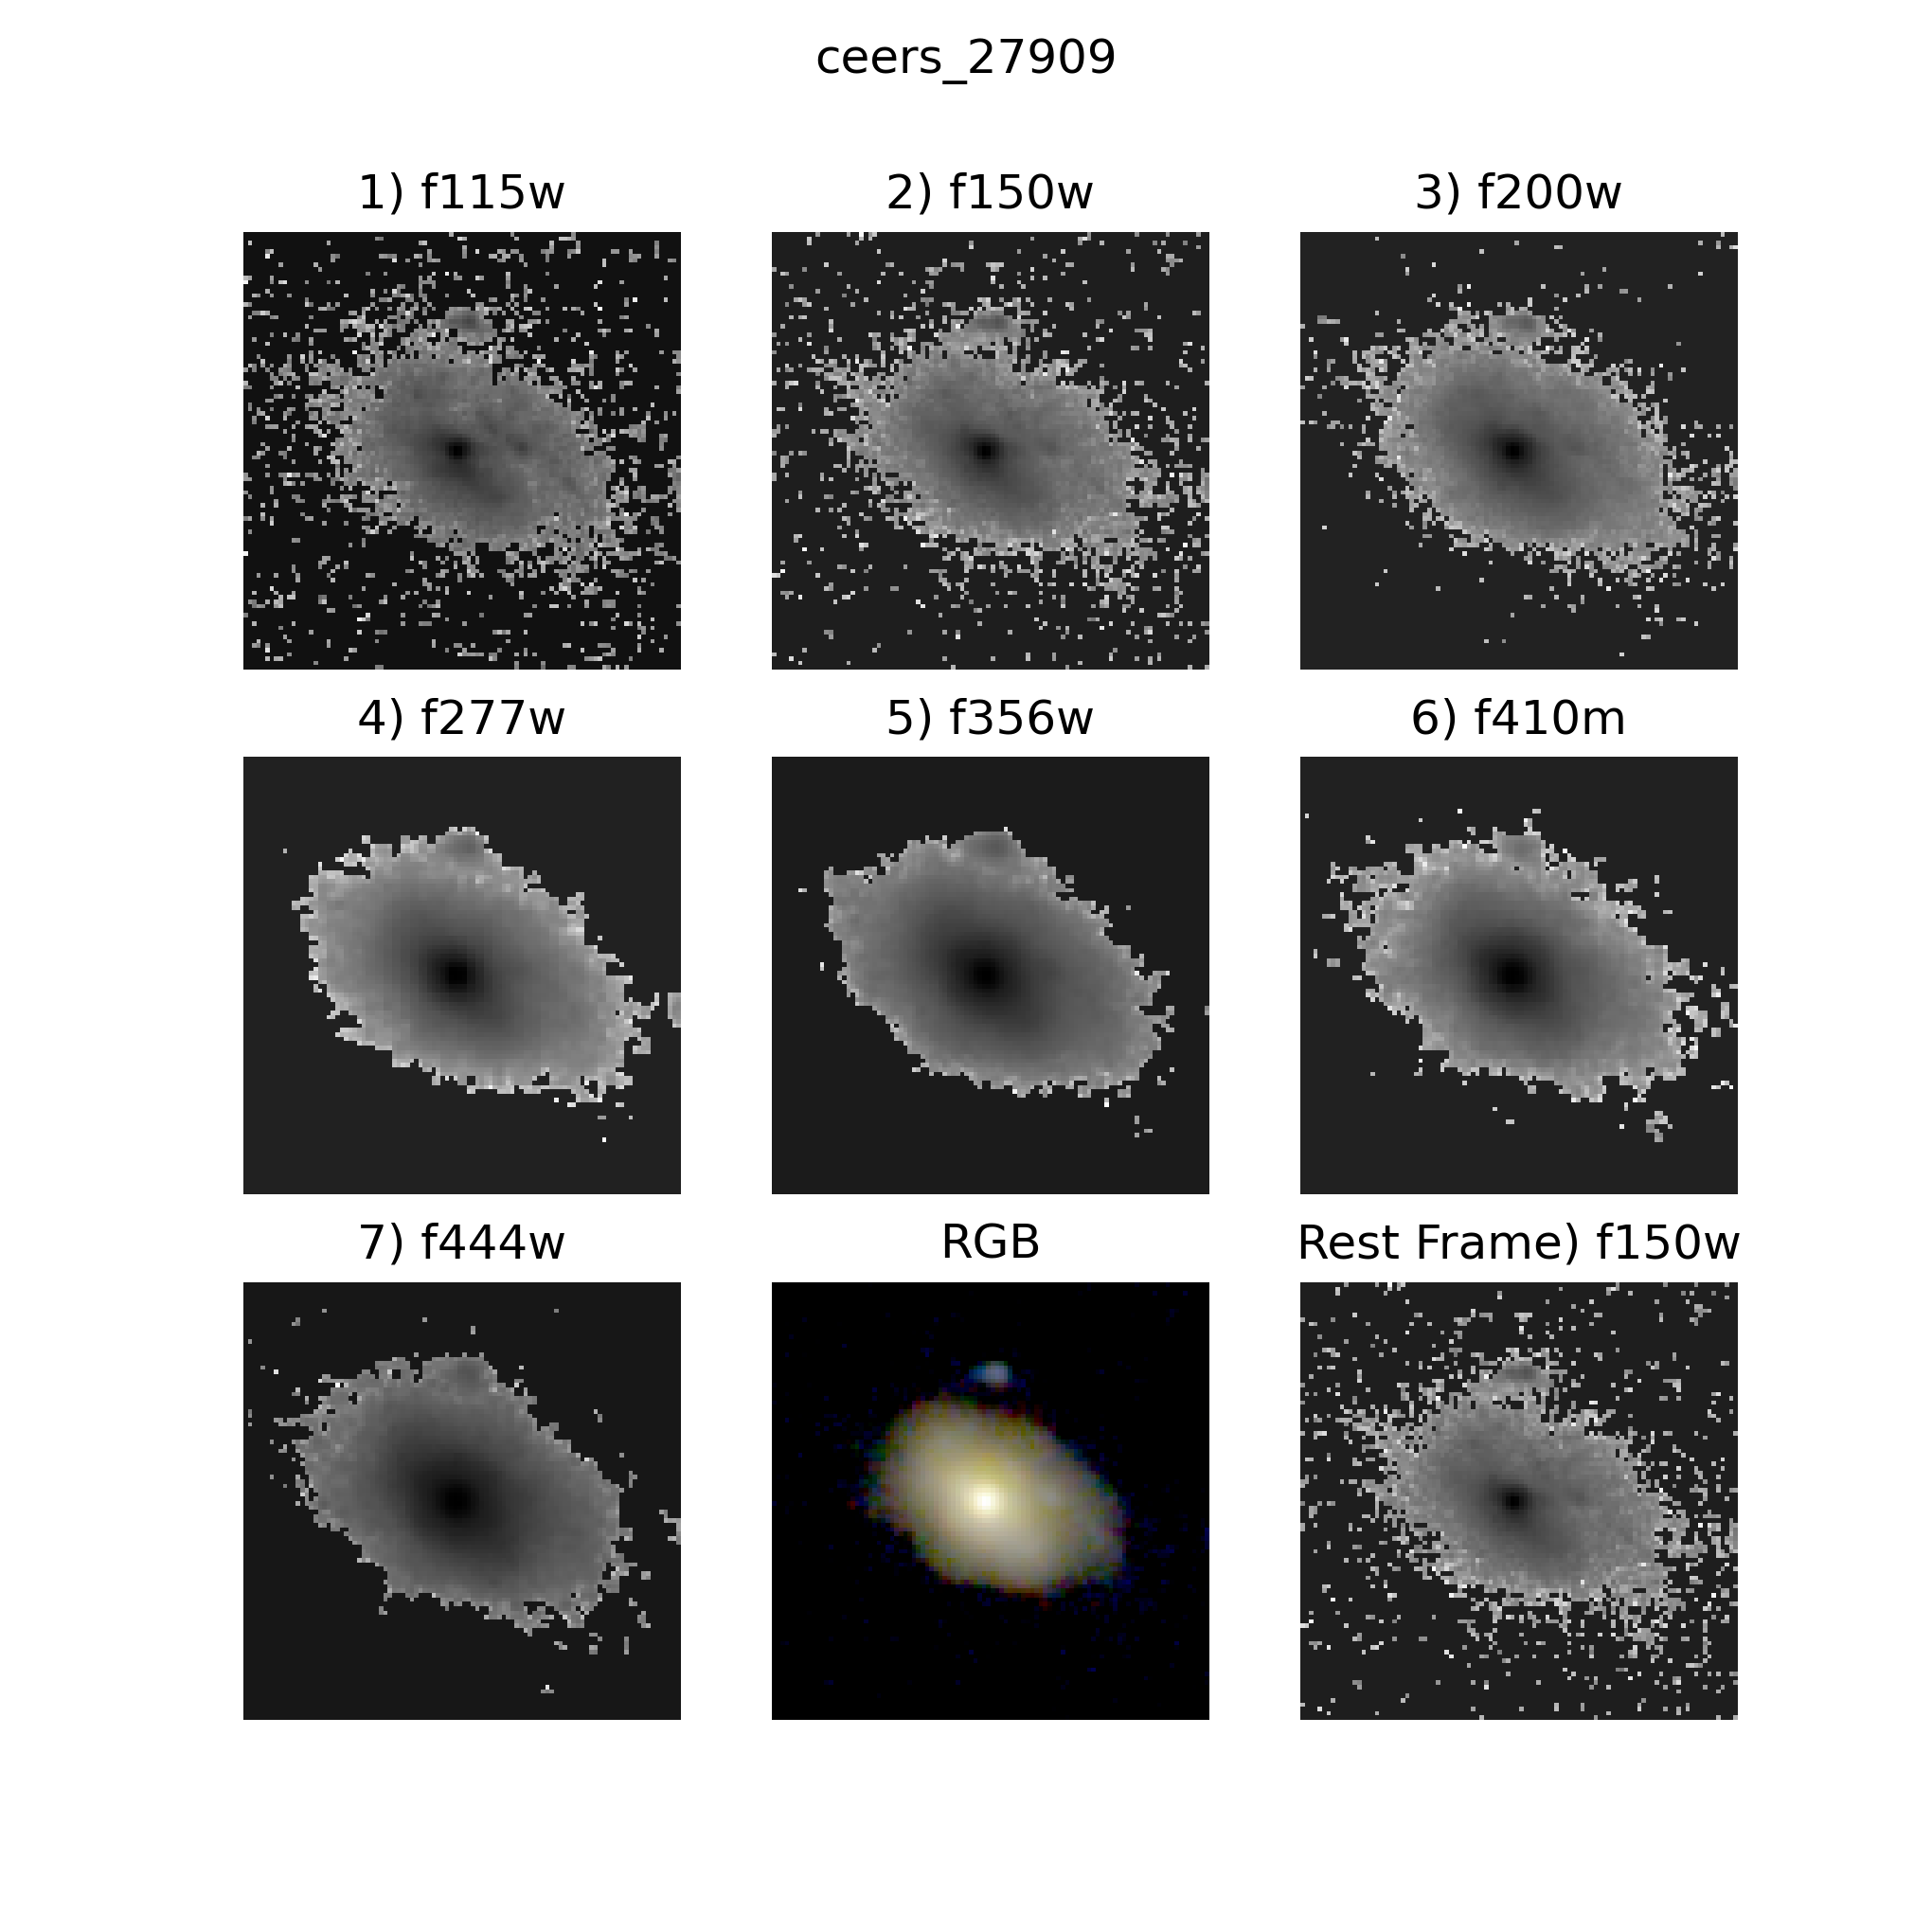 ceers_27909
1) f115w
2) f150w
3) f200w
4) f277w
5) f356w
6) f410m
7) f444w
RGB
Rest Frame) f150w